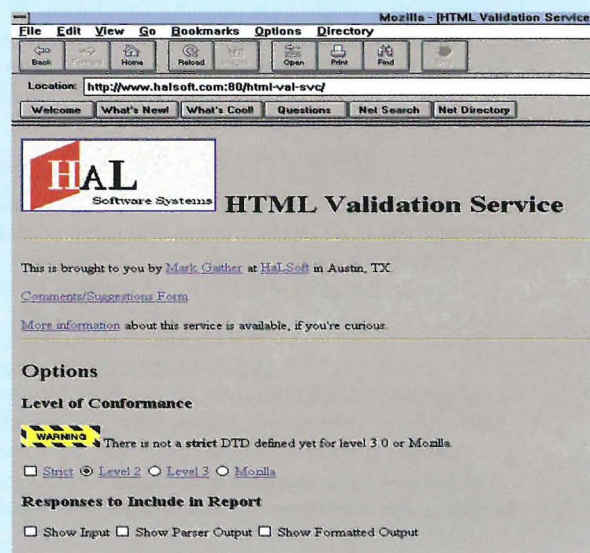 Mozilla - [HTML Validation Service
File Edit View Go Bookmarks Options Directory
Back Home Reload Open Print Find
Location: http://www.halsoft.com:80/html-val-svc/
Welcome What's New! What's Cool! Questions Net Search Net Directory
HAL
Software Systems
HTML Validation Service
This is brought to you by Mark Gaither at HaLSoft in Austin, TX.
Comments/Suggestions Form
More information about this service is available, if you're curious.
Options
Level of Conformance
WARNING There is not a strict DTD defined yet for level 3.0 or Mozilla.
Strict Level 2 Level 3 Mozilla
Responses to Include in Report
Show Input Show Parser Output Show Formatted Output